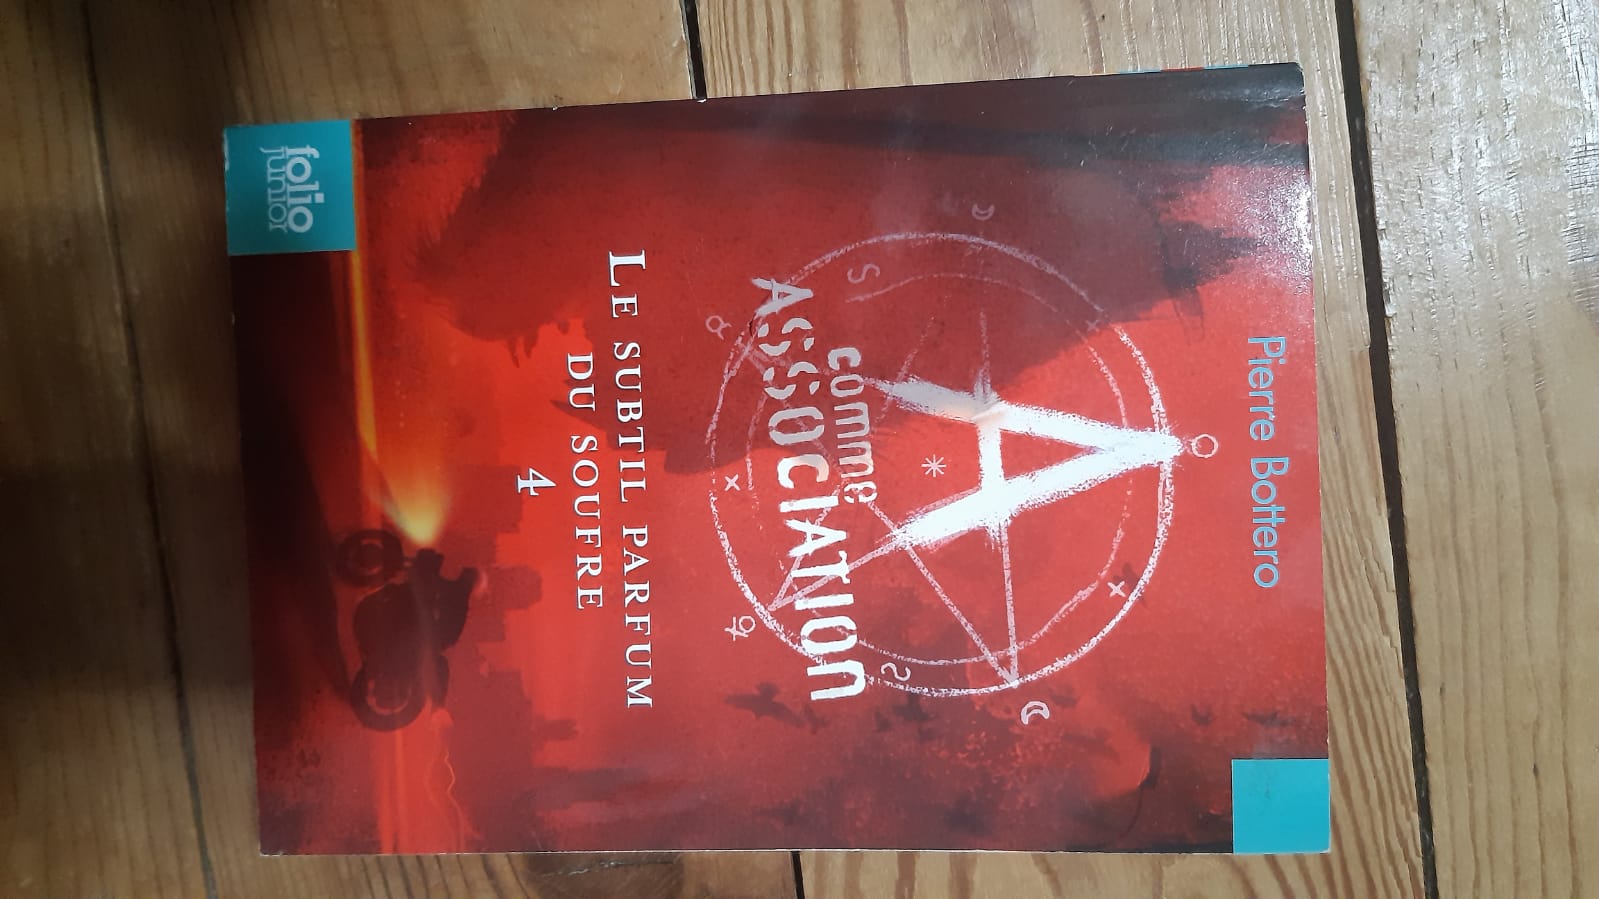 Pierre Bottero
A
comme
ASSOCIATION
LE SUBTIL PARFUM
DU SOUFRE
4
folio
junior